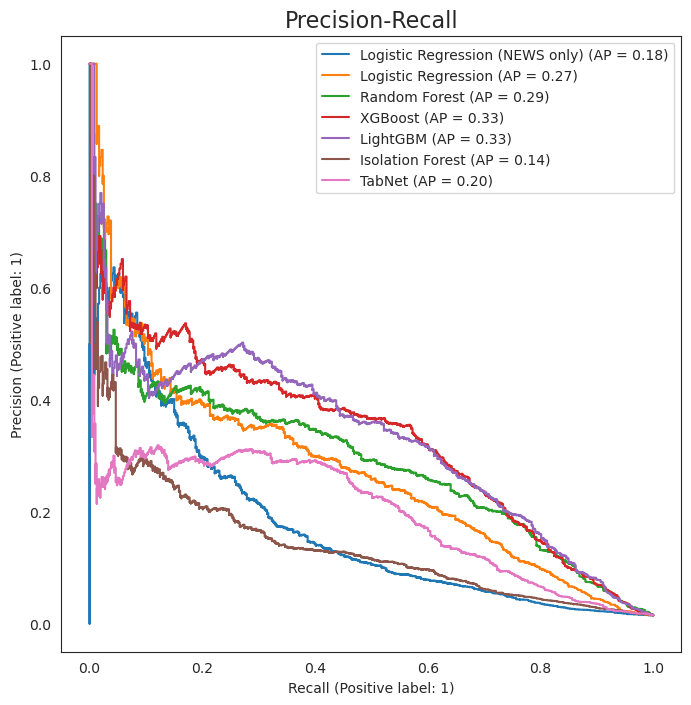 Precision-Recall
Logistic Regression (NEWS only) (AP = 0.18)
Logistic Regression (AP = 0.27)
Random Forest (AP = 0.29)
XGBoost (AP = 0.33)
LightGBM (AP = 0.33)
Isolation Forest (AP = 0.14)
TabNet (AP = 0.20)
1.0
0.8
0.6
0.4
0.2
0.0
Precision (Positive label: 1)
0.0 0.2 0.4 0.6 0.8 1.0
Recall (Positive label: 1)